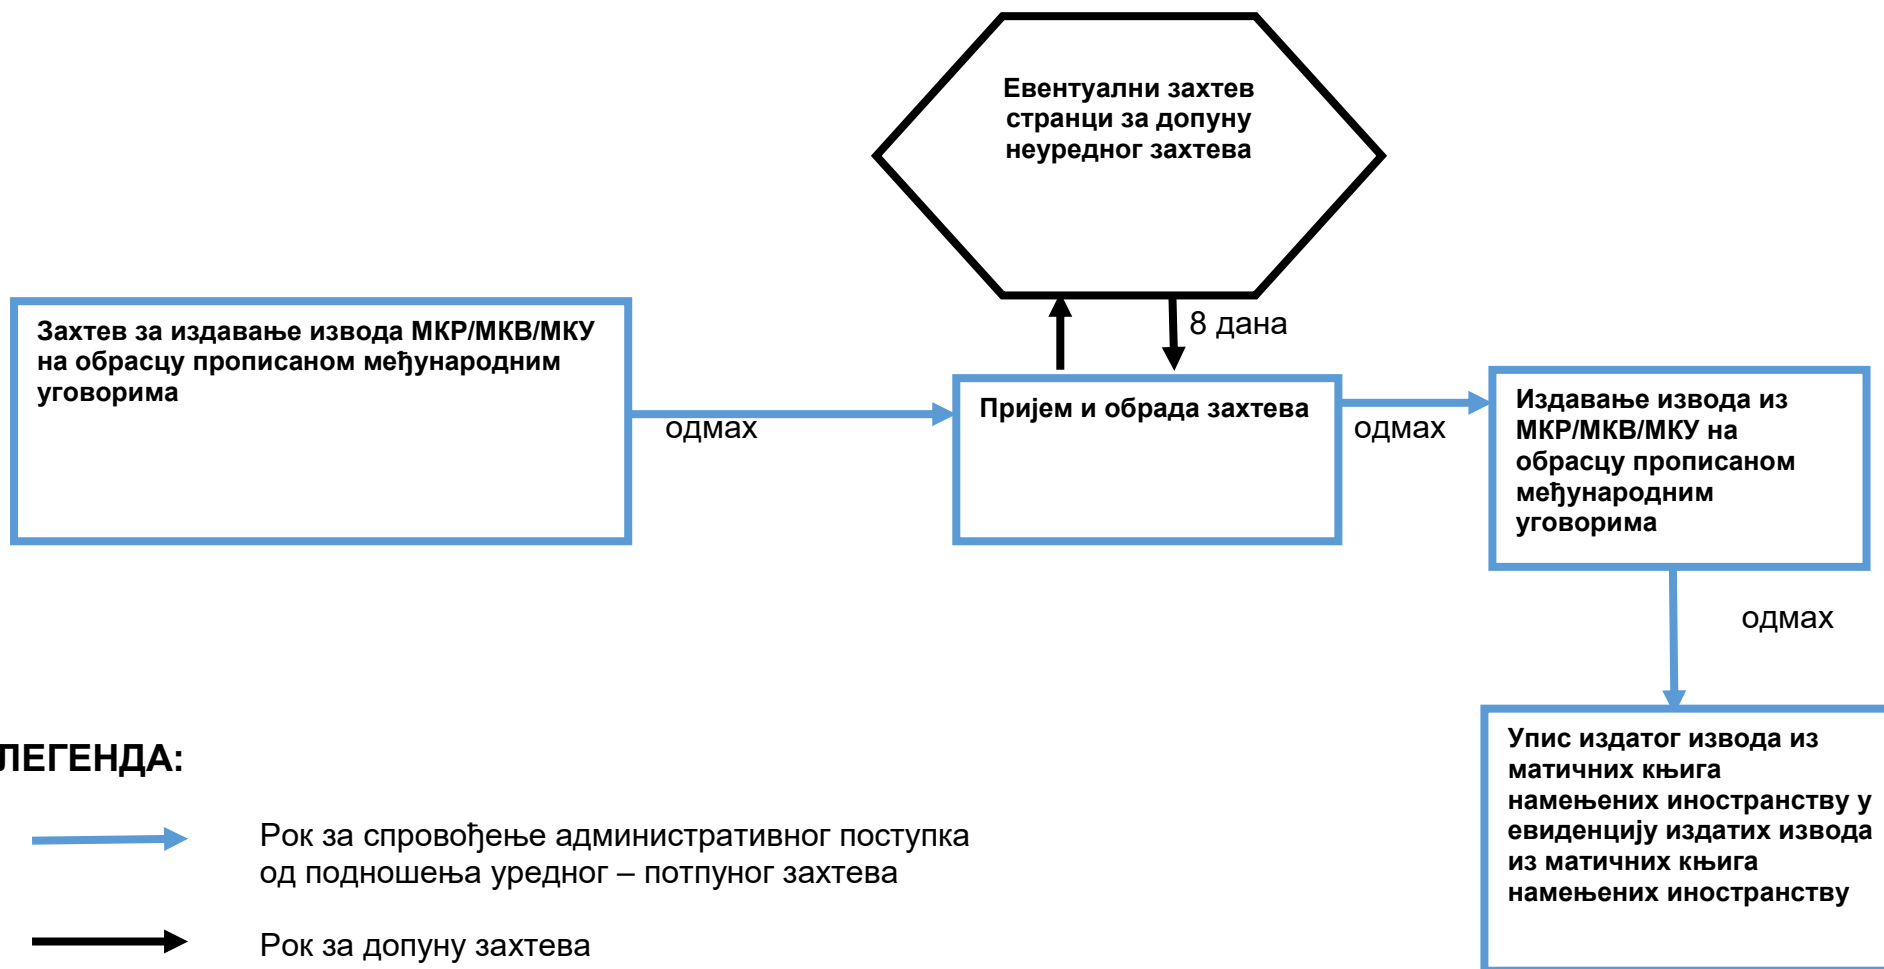 Евентуални захтев
странци за допуну
неуредног захтева
8 дана
Захтев за издавање извода МКР/МКВ/МКУ
на обрасцу прописаном међународним
уговорима
одмах
Пријем и обрада захтева
одмах
Издавање извода из
МКР/МКВ/МКУ на
обрасцу прописаном
међународним
уговорима
одмах
Упис издатог извода из
матичних књига
намењених иностранству у
евиденцију издатих извода
из матичних књига
намењених иностранству
ЛЕГЕНДА:
Рок за спровођење административног поступка
од подношења уредног – потпуног захтева
Рок за допуну захтева